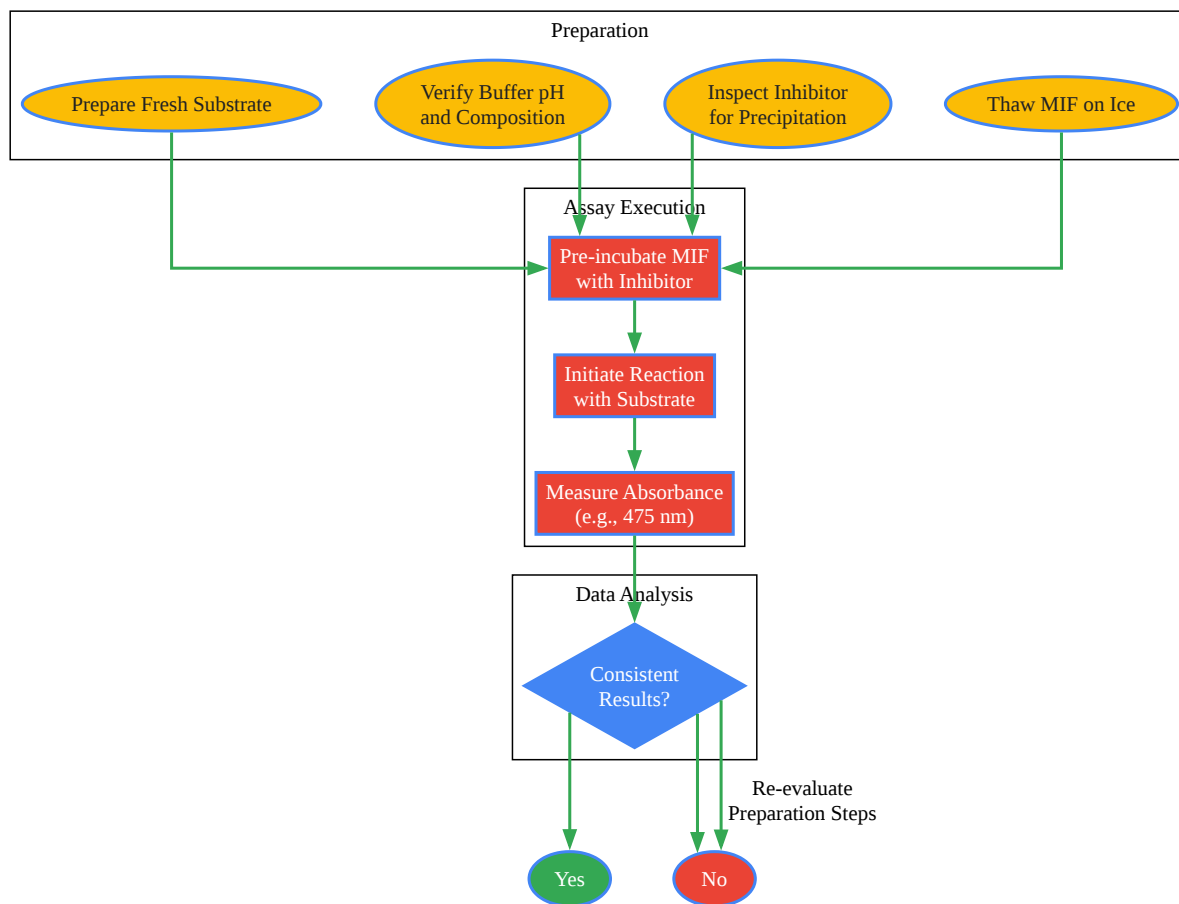 Preparation
Prepare Fresh Substrate
Verify Buffer pH
and Composition
Inspect Inhibitor
for Precipitation
Thaw MIF on Ice
Assay Execution
Pre-incubate MIF
with Inhibitor
Initiate Reaction
with Substrate
Measure Absorbance
(e.g., 475 nm)
Data Analysis
Consistent
Results?
Re-evaluate
Preparation Steps
Yes
No